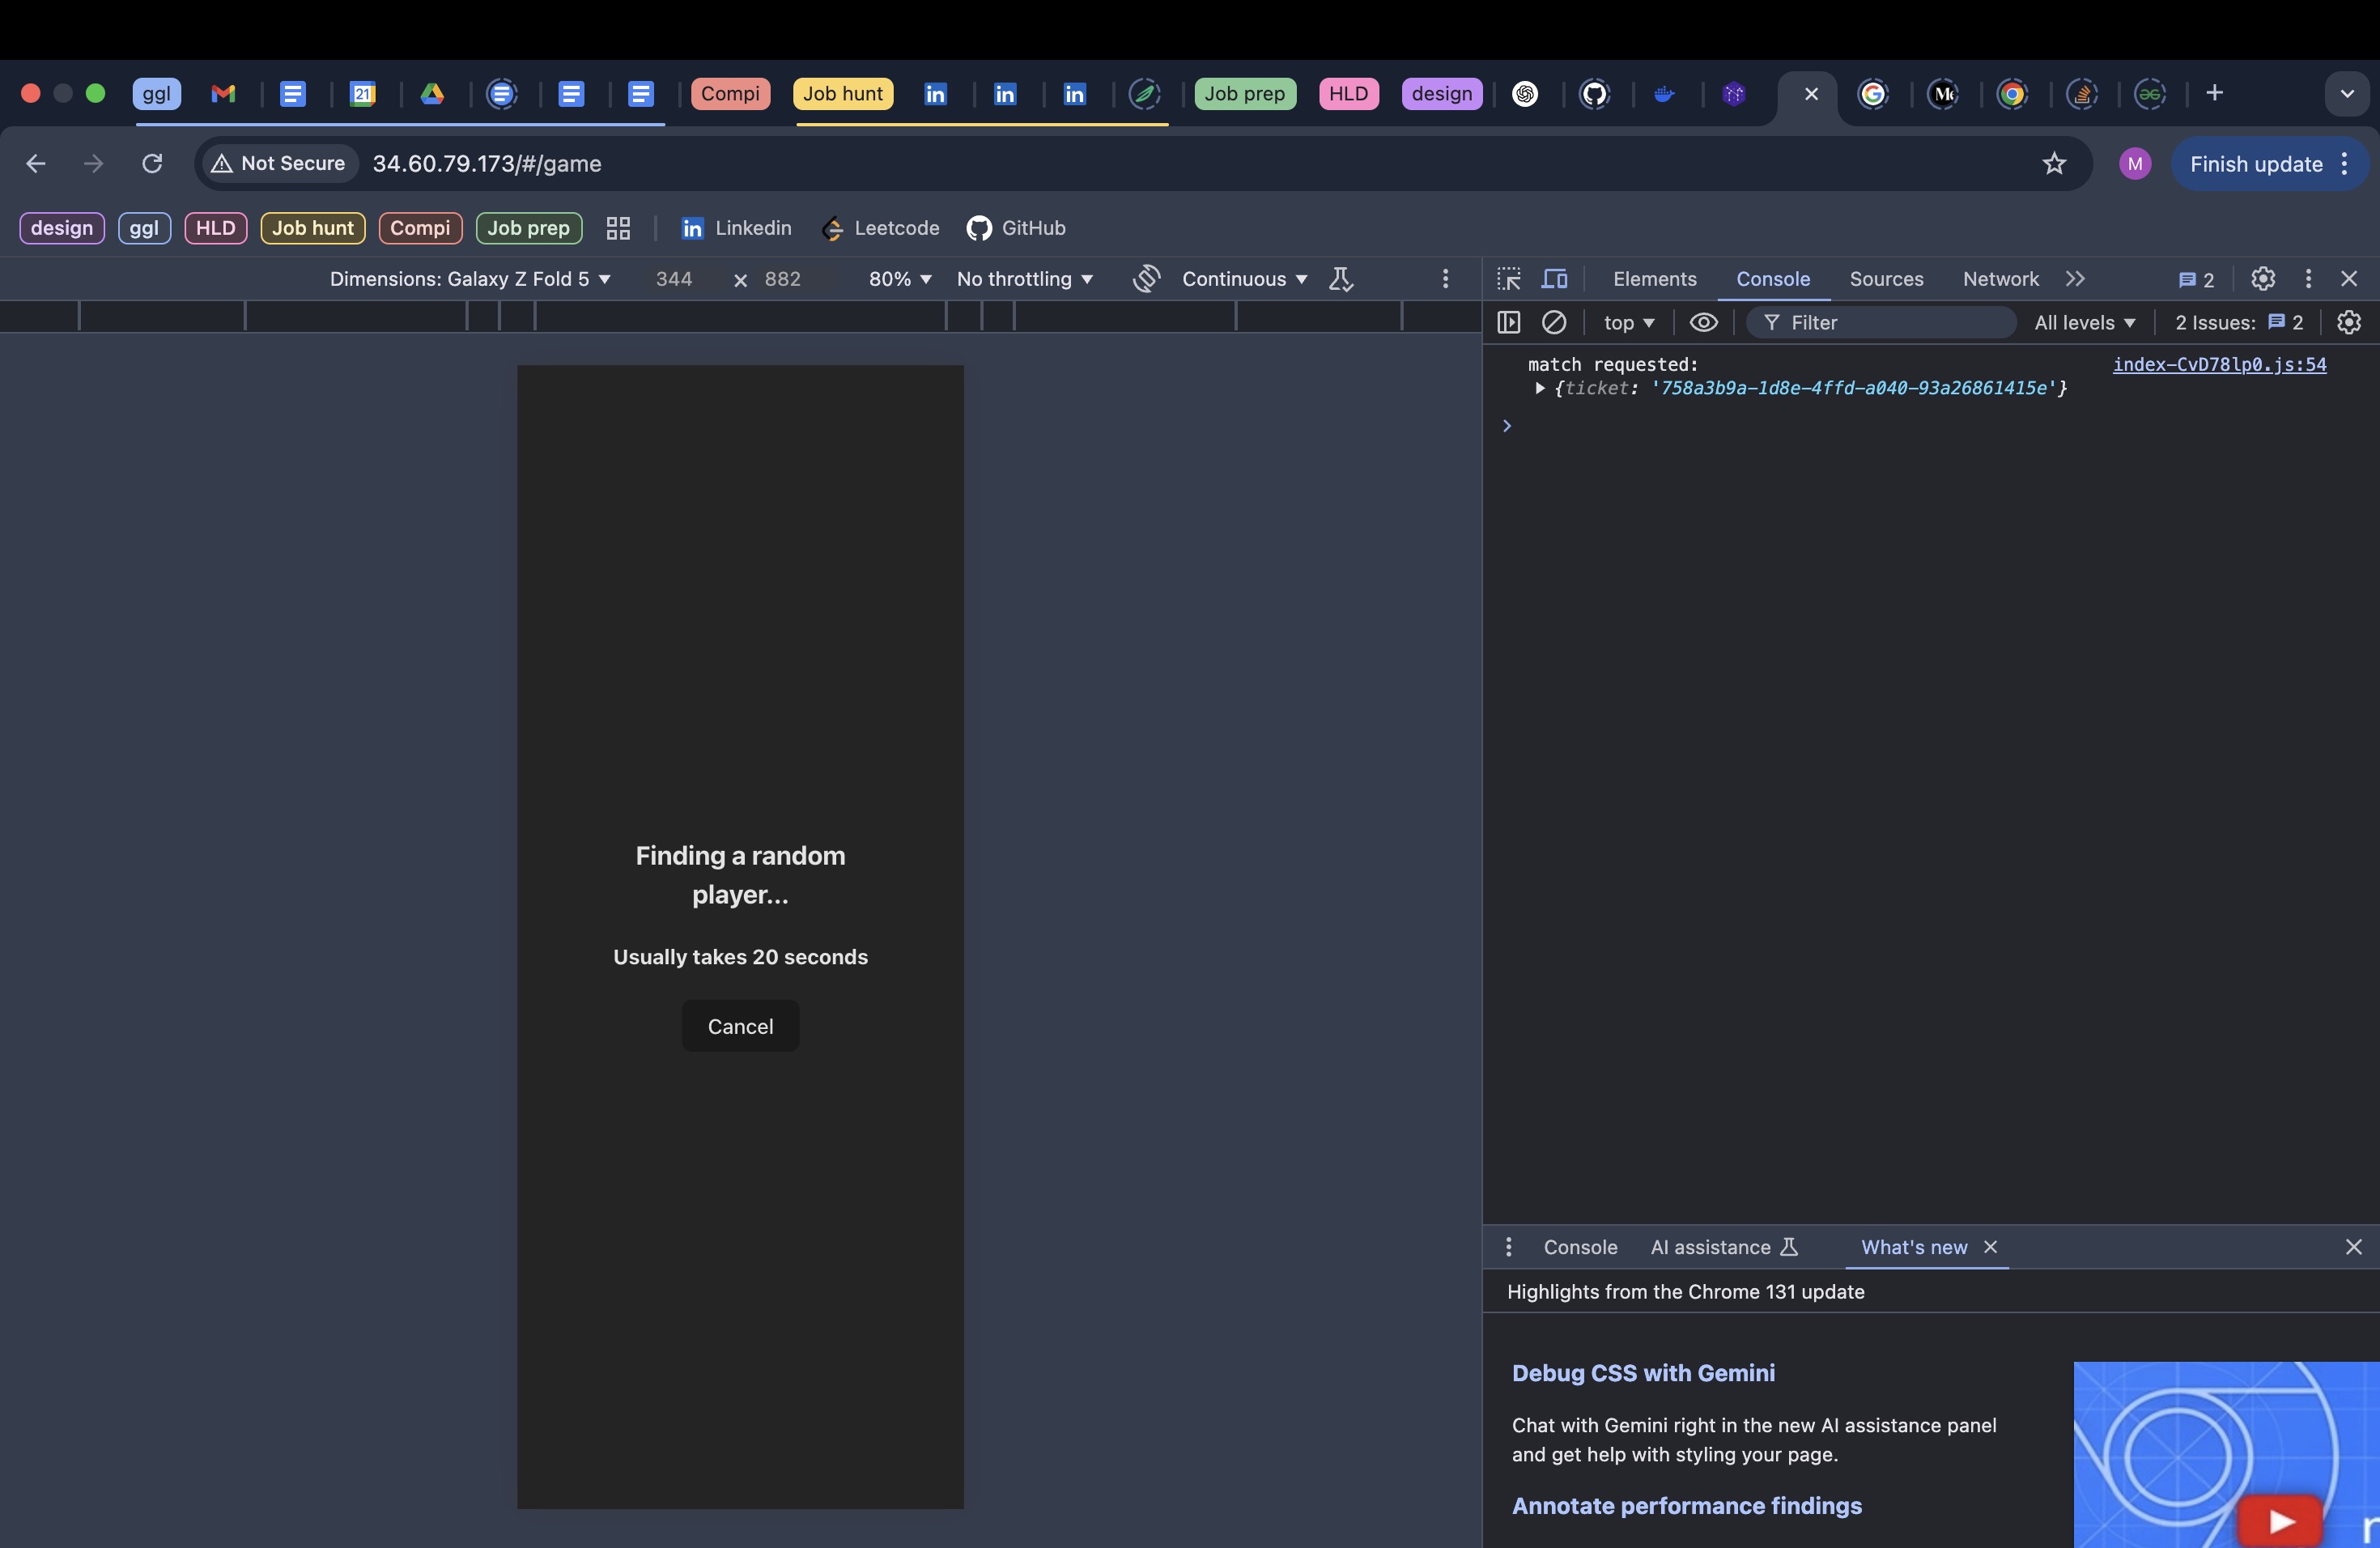 ggl
21
Compi
Job hunt
in
in
in
Job prep
HLD
design
Not Secure
34.60.79.173/#/game
M
Finish update
design
ggl
HLD
Job hunt
Compi
Job prep
in Linkedin
Leetcode
GitHub
Dimensions: Galaxy Z Fold 5
344
×
882
80%
No throttling
Continuous
Elements
Console
Sources
Network
2
top
Filter
All levels
2 Issues: 2
match requested:
index-CvD78lp0.js:54
{ticket: '758a3b9a-1d8e-4ffd-a040-93a26861415e'}
Finding a random
player...
Usually takes 20 seconds
Cancel
Console
AI assistance
What's new
Highlights from the Chrome 131 update
Debug CSS with Gemini
Chat with Gemini right in the new AI assistance panel
and get help with styling your page.
Annotate performance findings